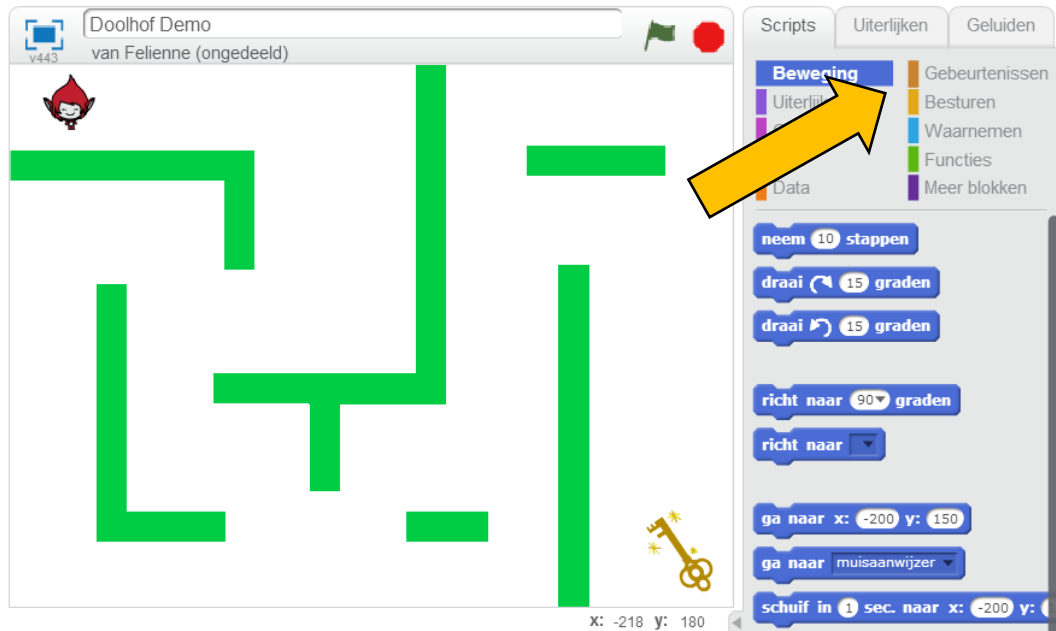 Doolhof Demo
van Felienne (ongedeeld)
v443
Scripts
Uiterlijken
Geluiden
Beweging
Gebeurtenissen
Besturen
Waarnemen
Functies
Data
Meer blokken
neem 10 stappen
draai 15 graden
draai 15 graden
richt naar 90 graden
richt naar
ga naar x: -200 y: 150
ga naar muisaanwijzer
schuif in 1 sec. naar x: -200 y:
x: -218 y: 180